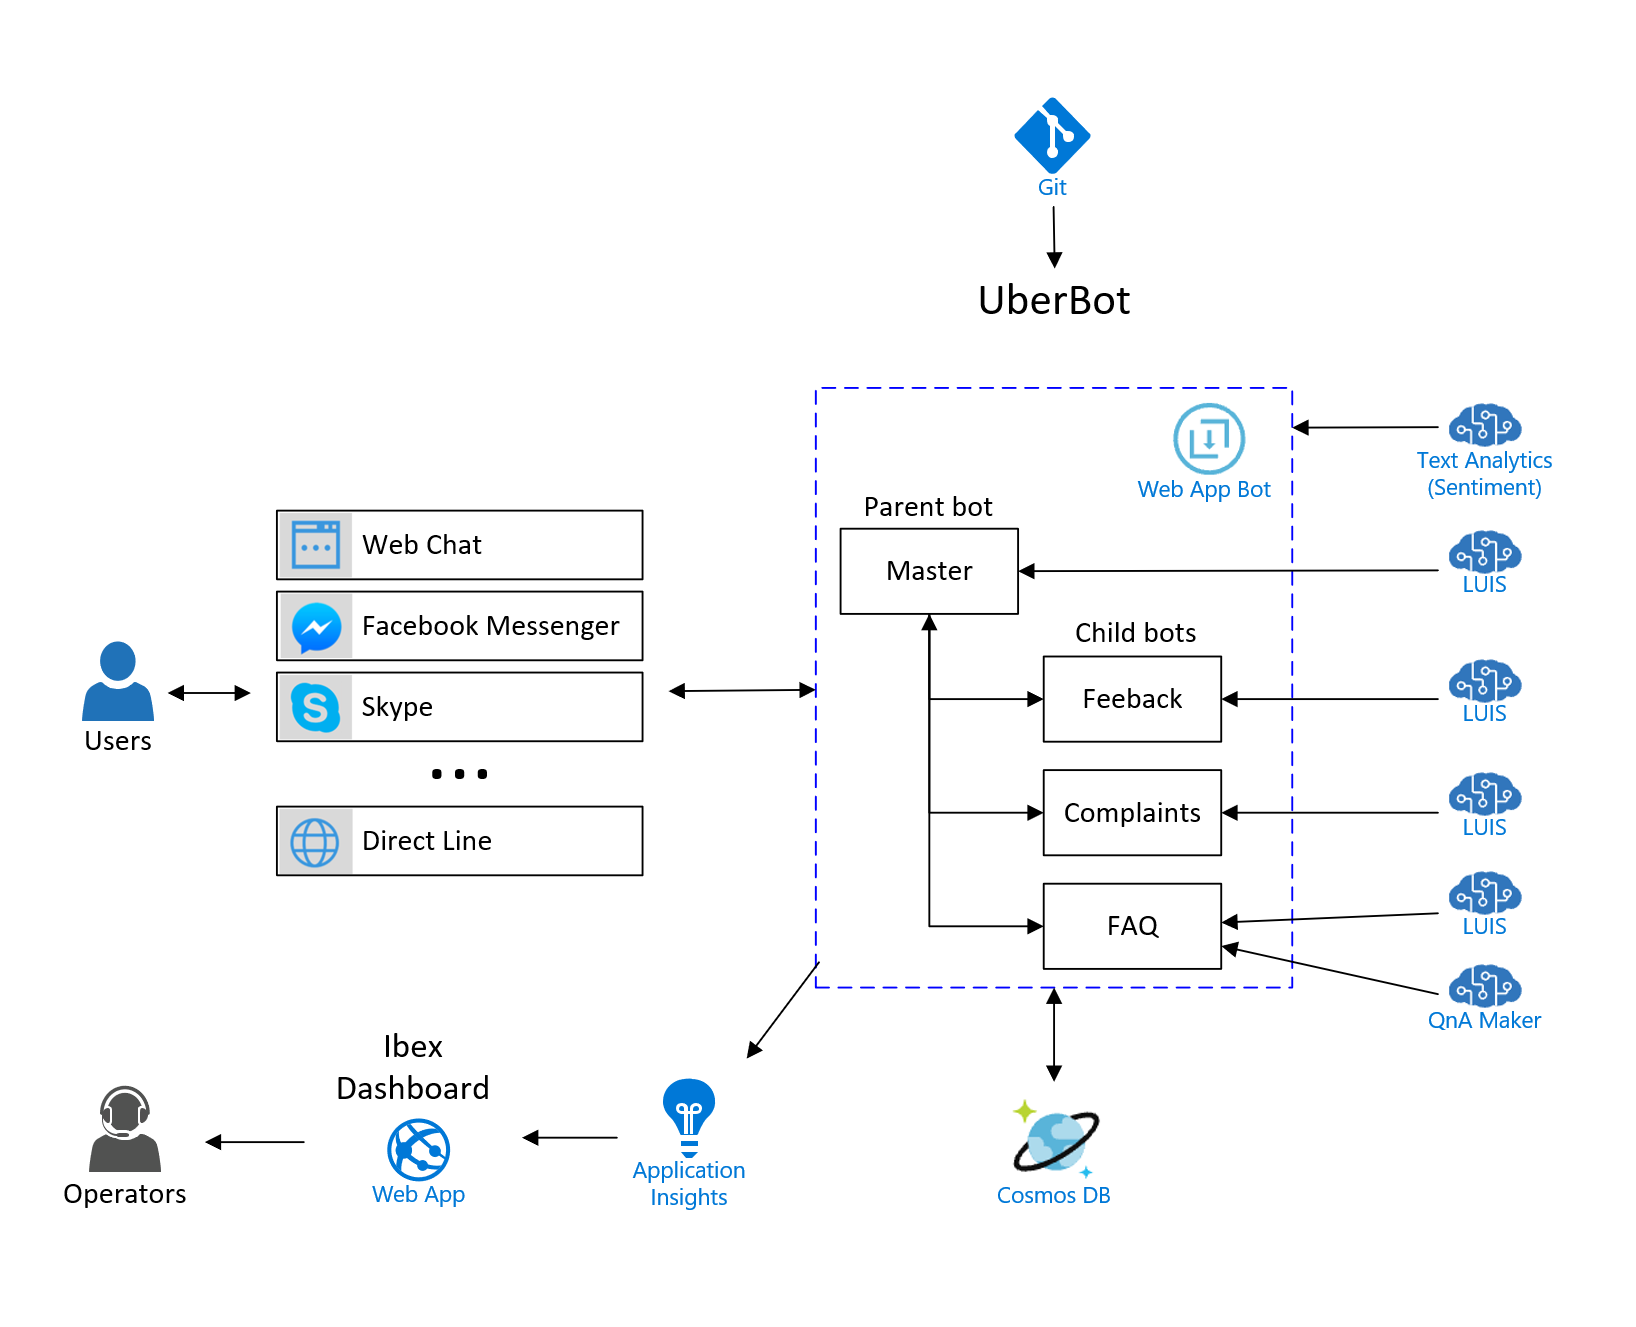 Git
UberBot
Web App Bot
Text Analytics
(Sentiment)
Parent bot
Master
LUIS
Web Chat
Facebook Messenger
Skype
...
Direct Line
Users
Child bots
Feeback
LUIS
Complaints
LUIS
FAQ
LUIS
QnA Maker
Ibex
Dashboard
Web App
Operators
Application
Insights
Cosmos DB